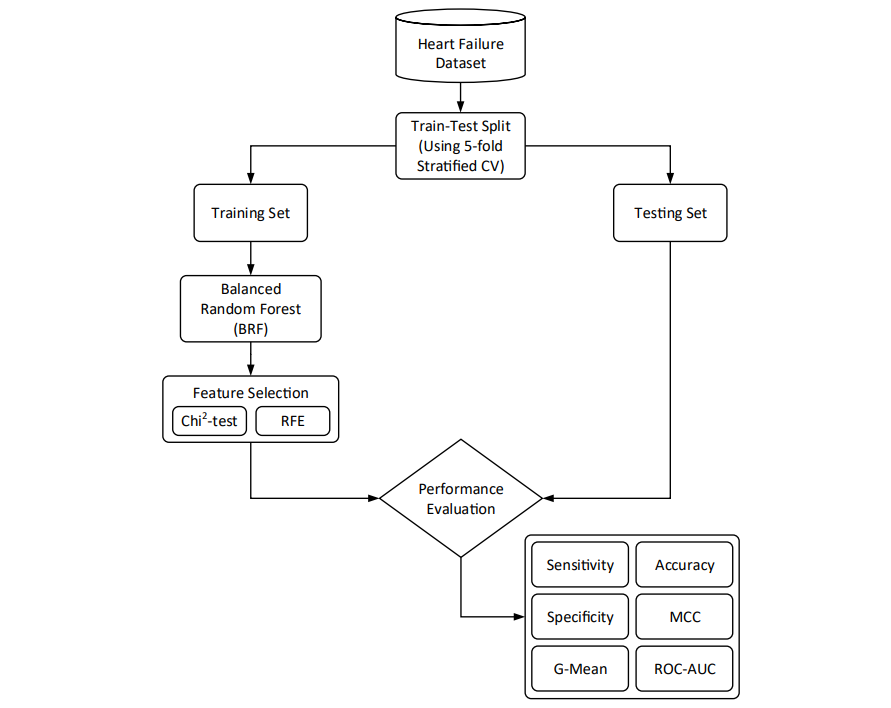 Heart Failure
Dataset
Train-Test Split
(Using 5-fold
Stratified CV)
Training Set
Testing Set
Balanced
Random Forest
(BRF)
Feature Selection
Chi²-test
RFE
Performance
Evaluation
Sensitivity
Accuracy
Specificity
MCC
G-Mean
ROC-AUC